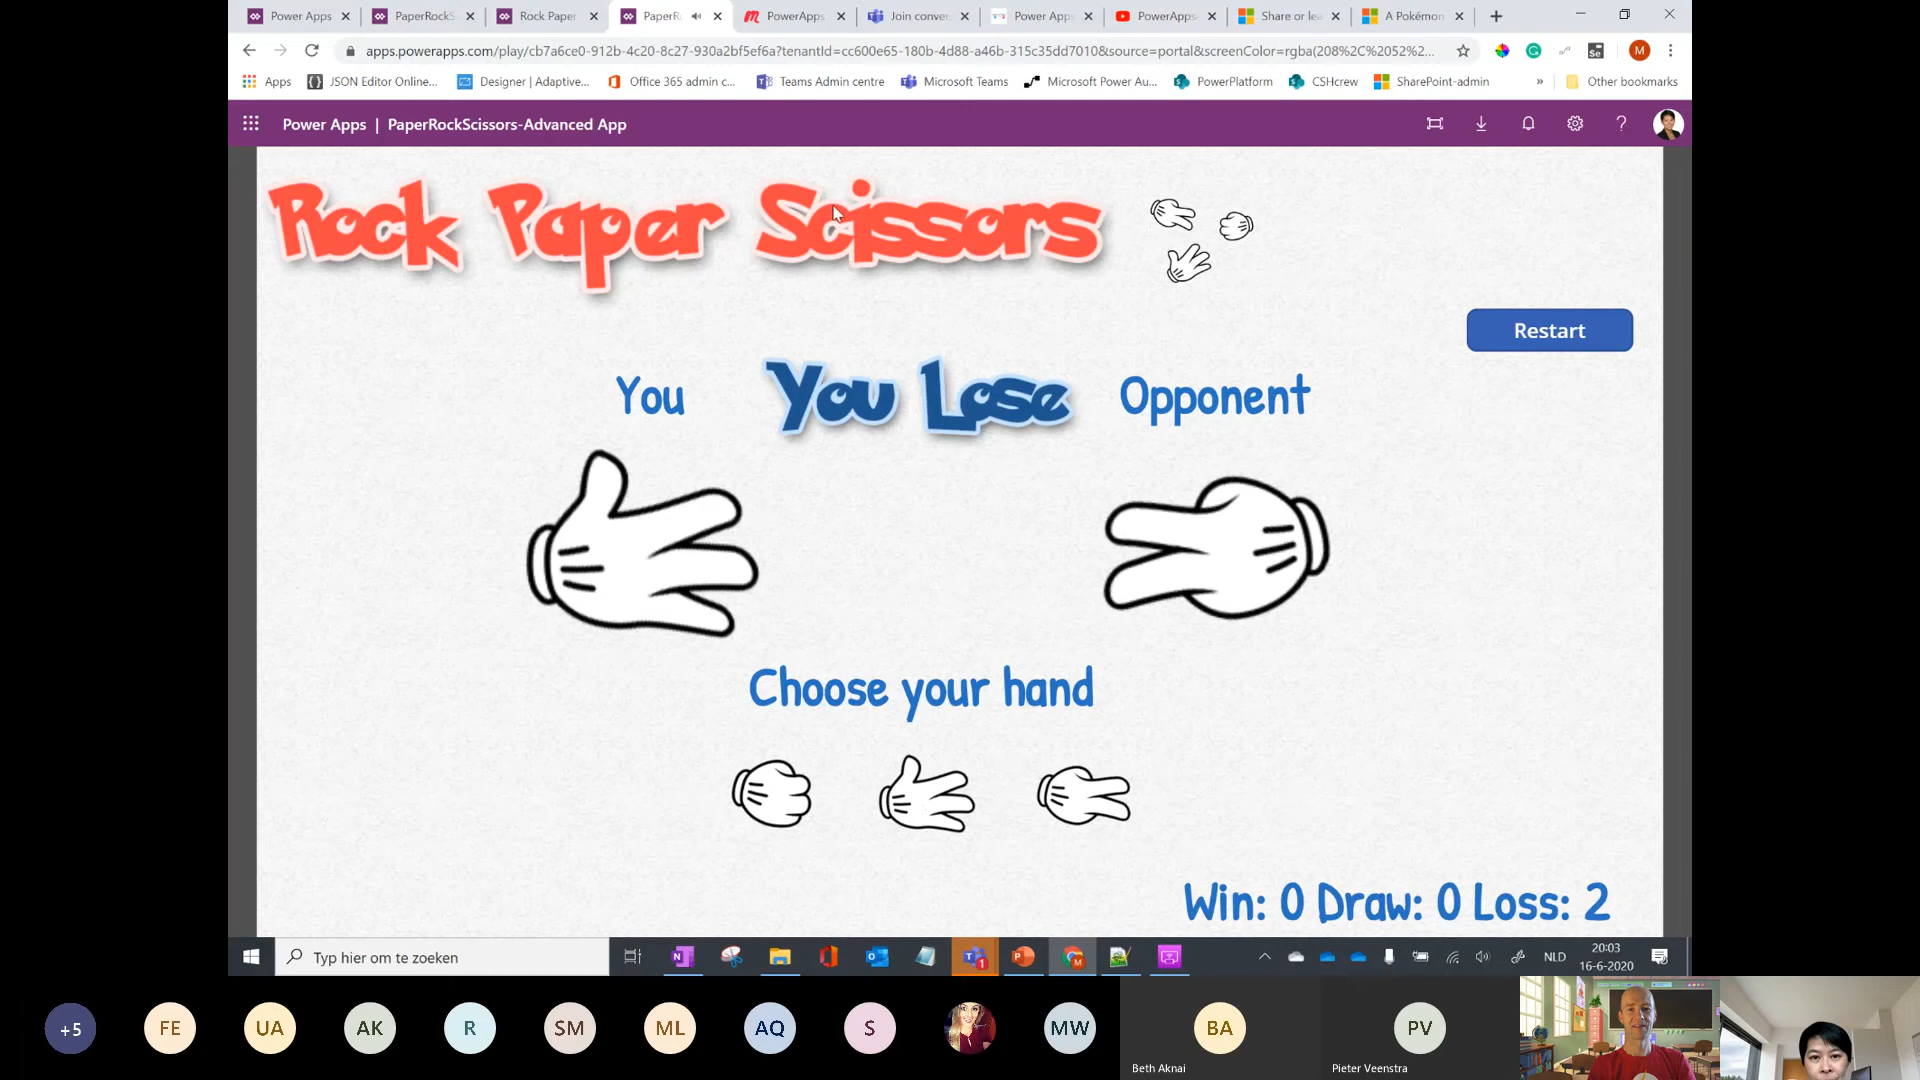 Power Apps
PaperRockS
Rock Paper
PaperR
PowerApps
Join conver
Power Apps
PowerApps-
Share or lea
A Pokémon
apps.powerapps.com/play/cb7a6ce0-912b-4c20-8c27-930a2bf5ef6a?tenantId=cc600e65-180b-4d88-a46b-315c35dd7010&source=portal&screenColor=rgba(208%2C%2052%2...
Apps
JSON Editor Online...
Designer | Adaptive...
Office 365 admin c...
Teams Admin centre
Microsoft Teams
Microsoft Power Au...
PowerPlatform
CSHcrew
SharePoint-admin
» Other bookmarks
Power Apps | PaperRockScissors-Advanced App
Rock Paper Scissors
Restart
You
You Lose
Opponent
Choose your hand
Win: 0 Draw: 0 Loss: 2
Typ hier om te zoeken
NLD
20:03
16-6-2020
+5
FE
UA
AK
R
SM
ML
AQ
S
MW
BA
PV
Beth Aknai
Pieter Veenstra